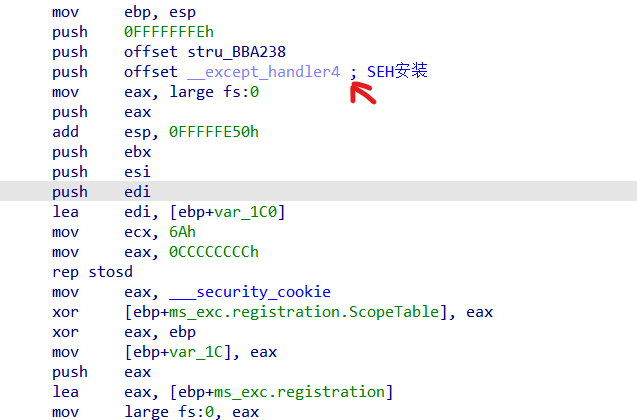 mov ebp, esp
push 0FFFFFFFEh
push offset stru_BBA238
push offset __except_handler4 ; SEH安装
mov eax, large fs:0
push eax
add esp, 0FFFFFE50h
push ebx
push esi
push edi
lea edi, [ebp+var_1C0]
mov ecx, 6Ah
mov eax, 0CCCCCCCCh
rep stosd
mov eax, ___security_cookie
xor [ebp+ms_exc.registration.ScopeTable], eax
xor eax, ebp
mov [ebp+var_1C], eax
push eax
lea eax, [ebp+ms_exc.registration]
mov large fs:0, eax